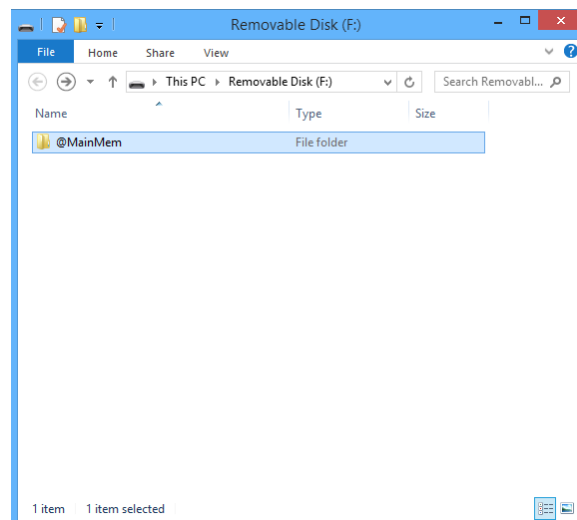 Removable Disk (F:)
File Home Share View
This PC Removable Disk (F:) Search Removabl...
Name Type Size
@MainMem File folder
1 item 1 item selected